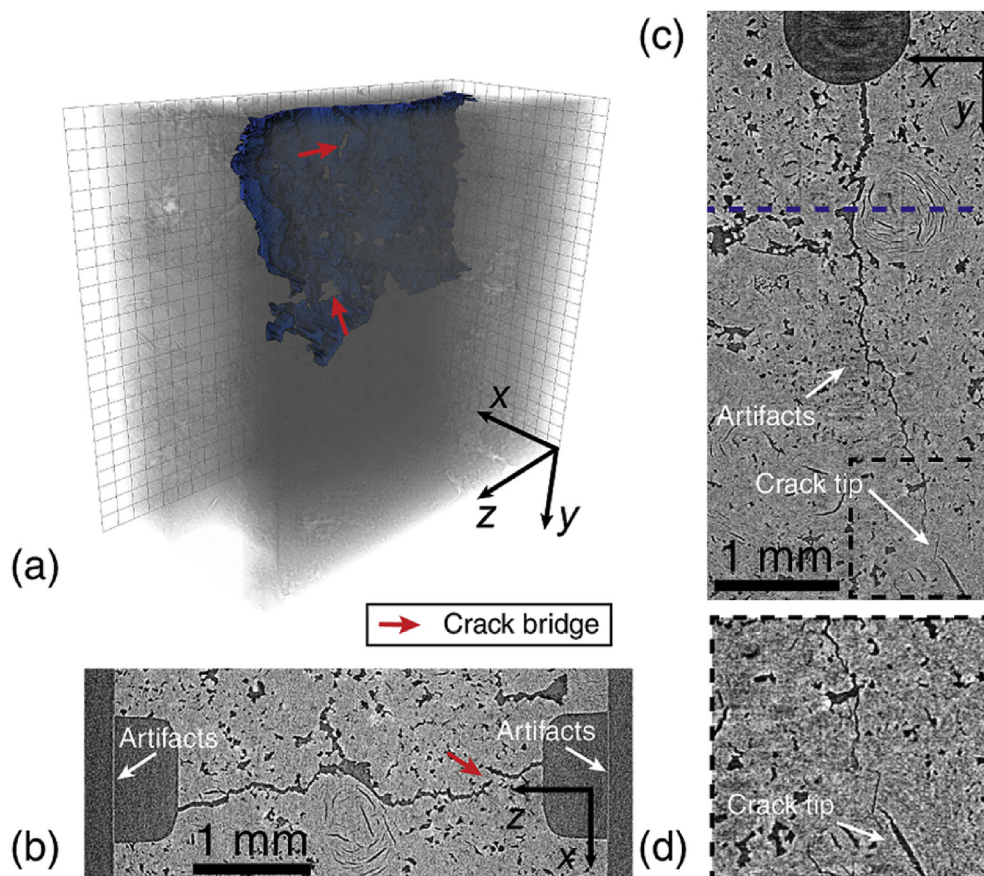 (a)
x
z
y
Crack bridge
(b)
Artifacts
Artifacts
1 mm
z
x
(c)
x
y
Artifacts
Crack tip
1 mm
(d)
Crack tip